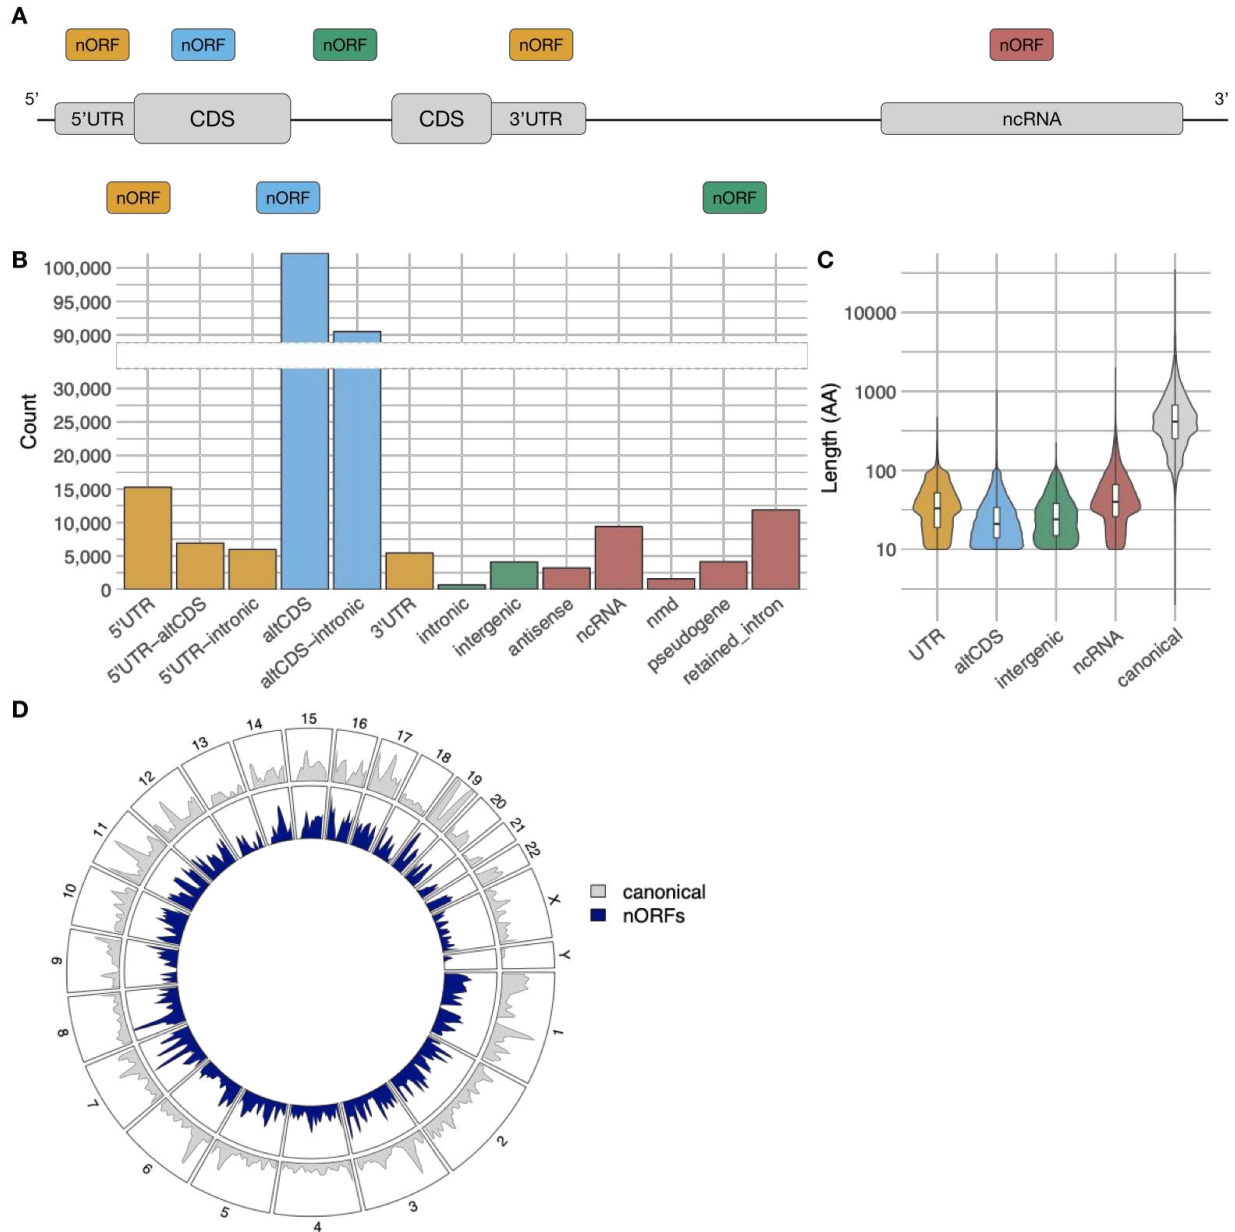 A
nORF nORF nORF nORF nORF
5' 3'
5'UTR CDS CDS 3'UTR ncRNA
nORF nORF nORF
B
100,000
95,000
90,000
30,000
25,000
20,000
15,000
10,000
5,000
0
Count
5'UTR
5'UTR–altCDS
5'UTR–intronic
altCDS
altCDS–intronic
3'UTR
intronic
intergenic
antisense
ncRNA
nmd
pseudogene
retained_intron
C
10000
1000
100
10
Length (AA)
UTR
altCDS
intergenic
ncRNA
canonical
D
1
2
3
4
5
6
7
8
9
10
11
12
13
14
15
16
17
18
19
20
21
22
X
Y
canonical
nORFs